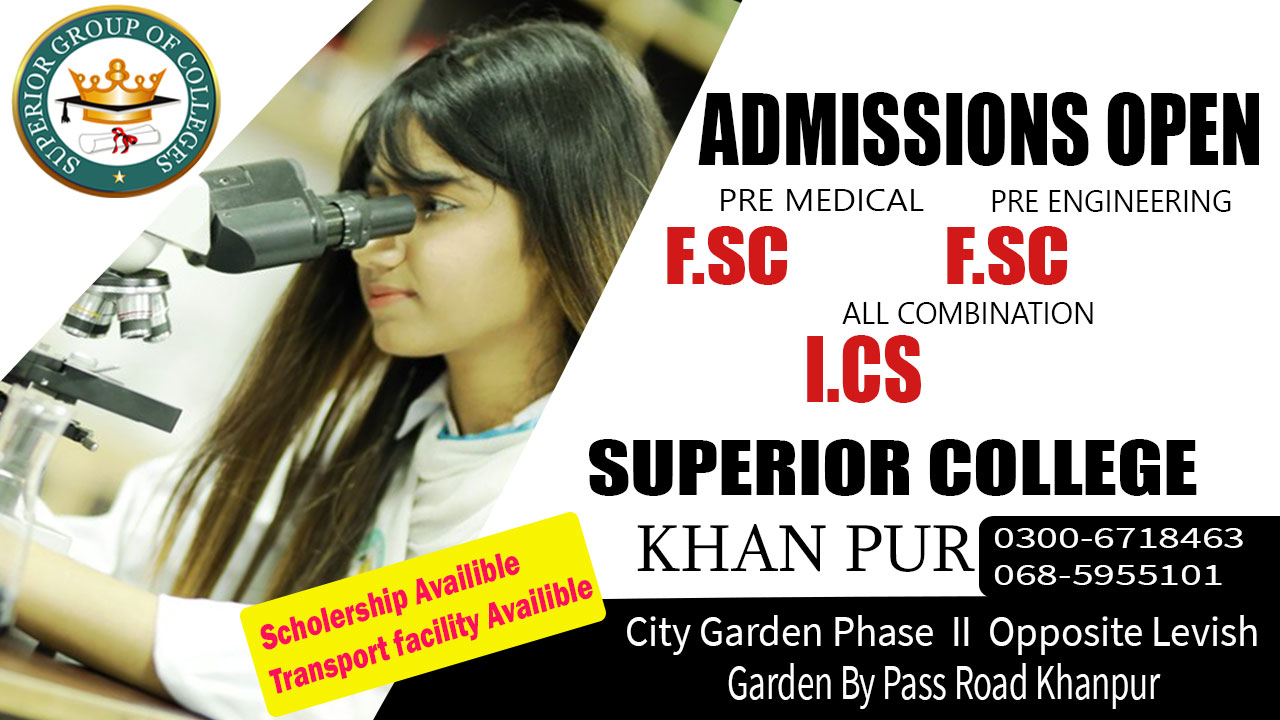 SUPERIOR GROUP OF COLLEGES
ADMISSIONS OPEN
PRE MEDICAL
PRE ENGINEERING
F.SC
F.SC
ALL COMBINATION
I.CS
SUPERIOR COLLEGE
KHAN PUR
0300-6718463
068-5955101
Scholership Availible
Transport facility Availible
City Garden Phase II Opposite Levish
Garden By Pass Road Khanpur